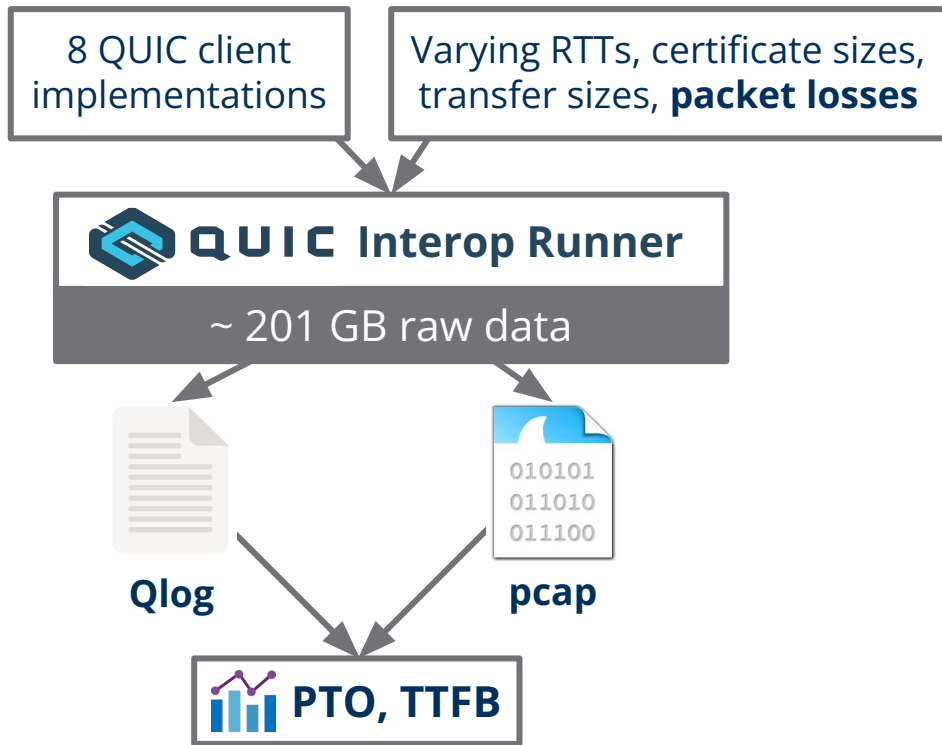 8 QUIC client
implementations
Varying RTTs, certificate sizes,
transfer sizes, packet losses
QUIC Interop Runner
~ 201 GB raw data
010101
011010
011100
Qlog
pcap
PTO, TTFB